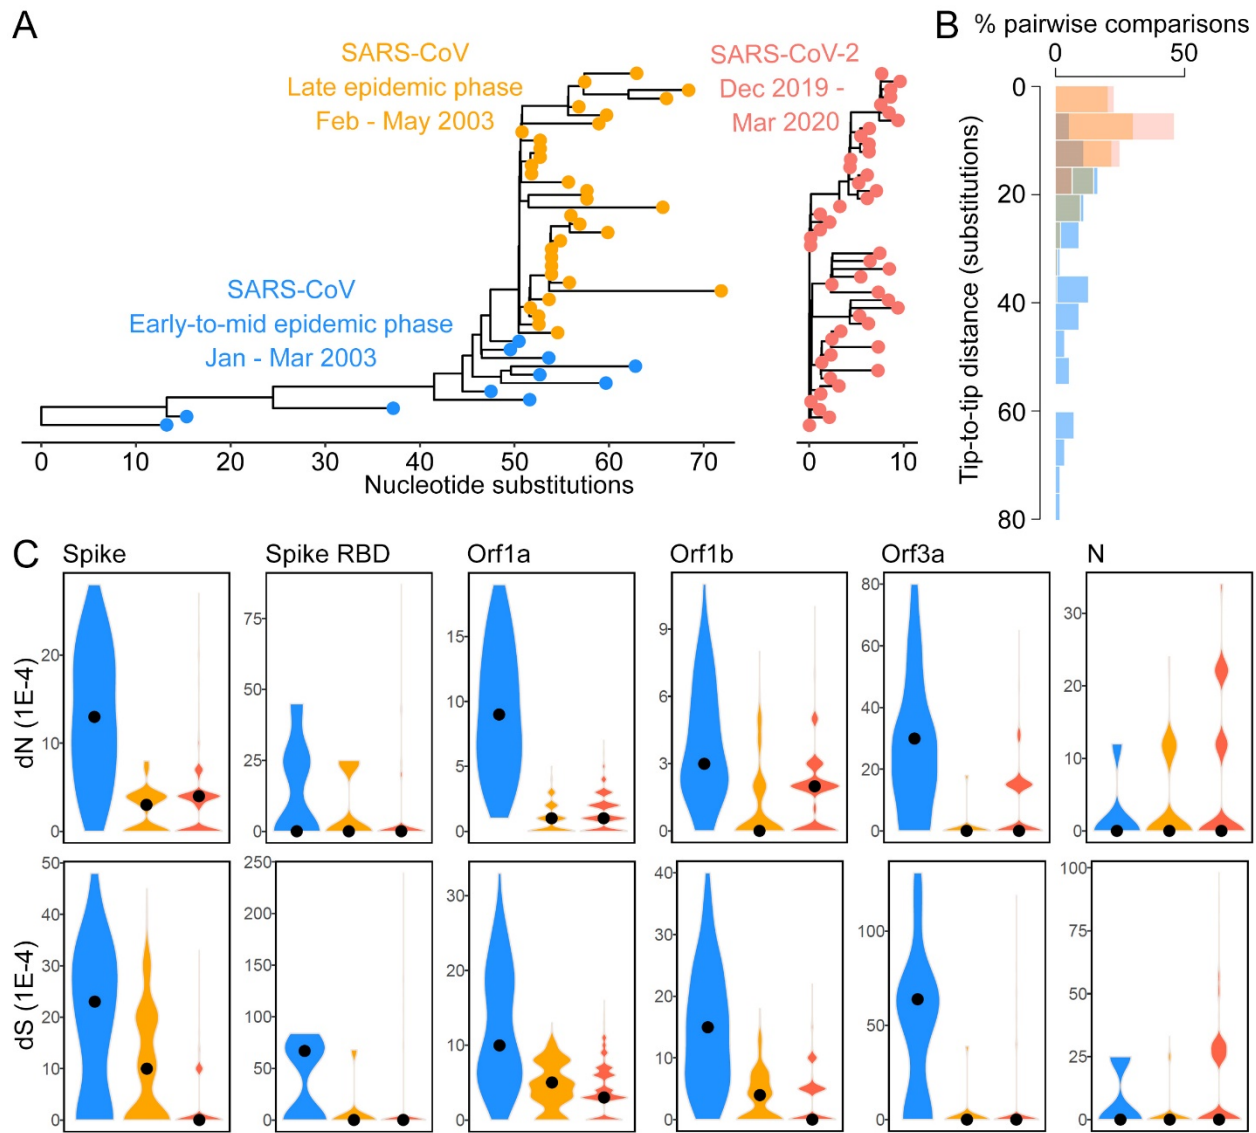 A
SARS-CoV
Late epidemic phase
Feb - May 2003
SARS-CoV-2
Dec 2019 -
Mar 2020
SARS-CoV
Early-to-mid epidemic phase
Jan - Mar 2003
0 10 20 30 40 50 60 70
0 10
Nucleotide substitutions
B % pairwise comparisons
0 50
Tip-to-tip distance (substitutions)
0
20
40
60
80
C
Spike
Spike RBD
Orf1a
Orf1b
Orf3a
N
dN (1E-4)
20
10
0
75
50
25
0
15
10
5
0
9
6
3
0
80
60
40
20
0
30
20
10
0
dS (1E-4)
50
40
30
20
10
0
250
200
150
100
50
0
30
20
10
0
40
30
20
10
0
100
50
0
100
75
50
25
0